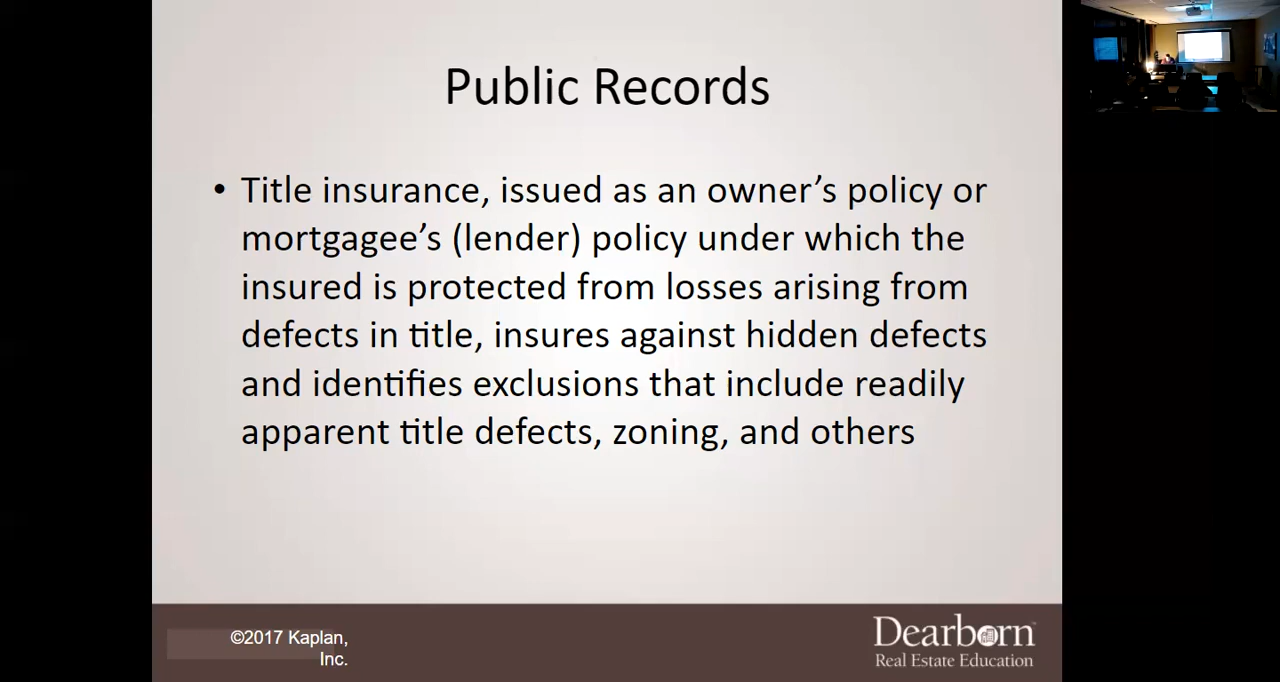 Public Records
• Title insurance, issued as an owner’s policy or
mortgagee’s (lender) policy under which the
insured is protected from losses arising from
defects in title, insures against hidden defects
and identifies exclusions that include readily
apparent title defects, zoning, and others
©2017 Kaplan,
Inc.
Dearborn™
Real Estate Education